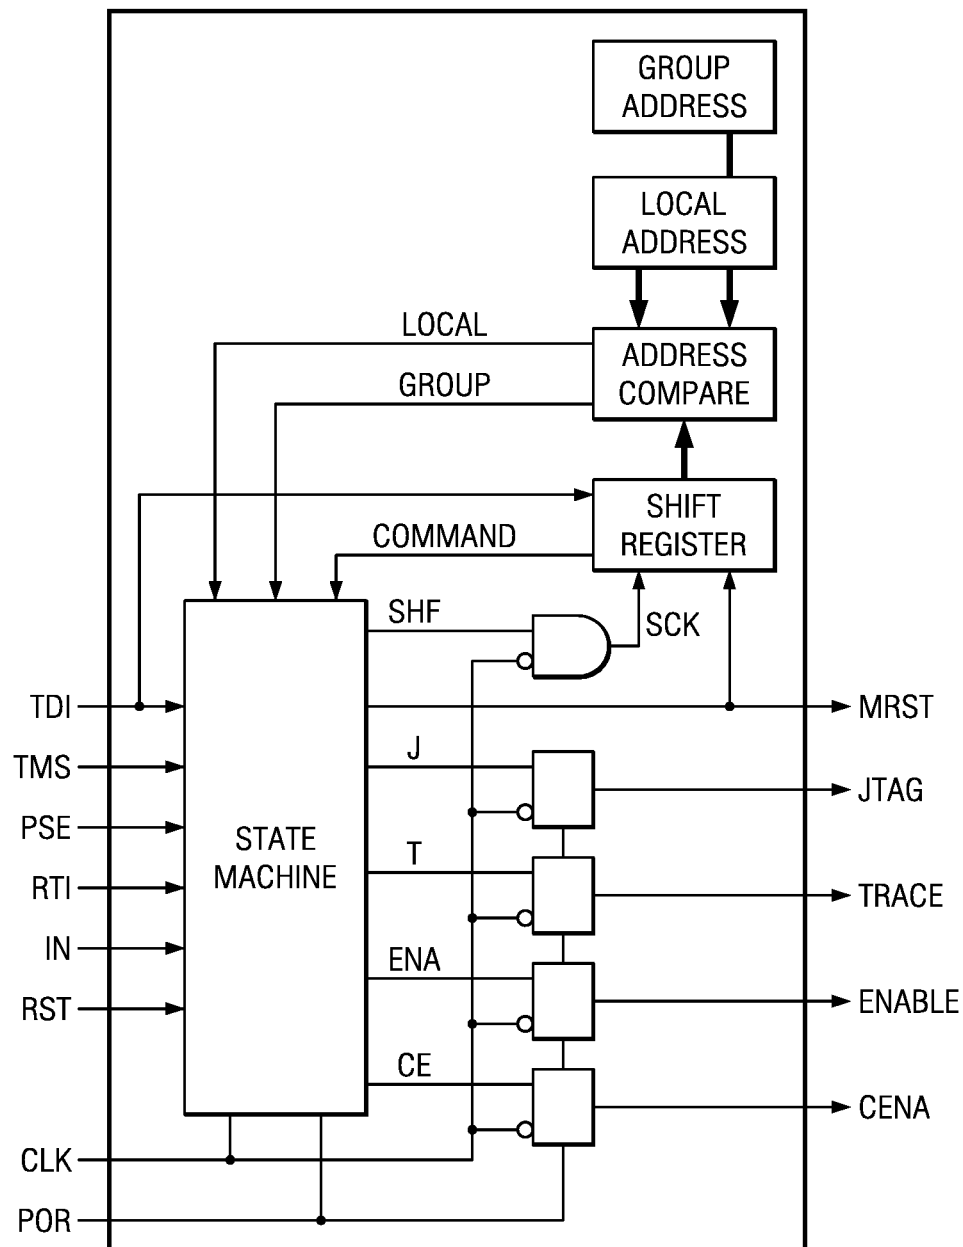 GROUP
ADDRESS
LOCAL
ADDRESS
LOCAL
ADDRESS
COMPARE
GROUP
SHIFT
REGISTER
COMMAND
SHF
SCK
TDI
MRST
TMS
J
JTAG
PSE
STATE
MACHINE
T
RTI
TRACE
IN
ENA
RST
ENABLE
CE
CENA
CLK
POR